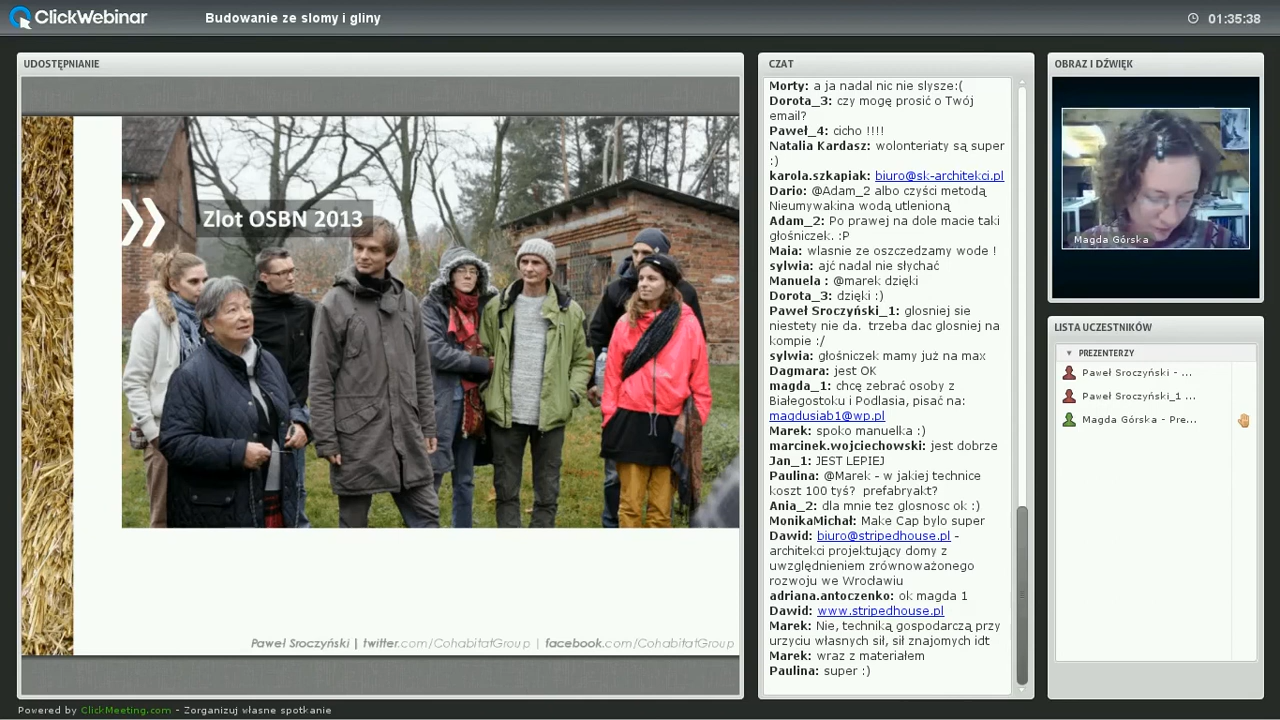 ClickWebinar
Budowanie ze slomy i gliny
01:35:38
UDOSTĘPNIANIE
Zlot OSBN 2013
Paweł Sroczyński | twitter.com/CohabitatGroup | facebook.com/CohabitatGroup
CZAT
Morty: a ja nadal nic nie slysze:(
Dorota_3: czy mogę prosić o Twój
email?
Paweł_4: cicho !!!!
Natalia Kardasz: wolonteriaty są super
:)
karola.szkapiak: biuro@sk-architekci.pl
Dario: @Adam_2 albo czyści metodą
Nieumywakina wodą utlenioną
Adam_2: Po prawej na dole macie taki
głośniczek. :P
Maia: wlasnie ze oszczedzamy wode !
sylwia: ajć nadal nie słychać
Manuela : @marek dzięki
Dorota_3: dzięki :)
Paweł Sroczyński_1: glosniej sie
niestety nie da.  trzeba dac glosniej na
kompie :/
sylwia: głośniczek mamy już na max
Dagmara: jest OK
magda_1: chcę zebrać osoby z
Białegostoku i Podlasia, pisać na:
magdusiab1@wp.pl
Marek: spoko manuelka :)
marcinek.wojciechowski: jest dobrze
Jan_1: JEST LEPIEJ
Paulina: @Marek - w jakiej technice
koszt 100 tyś?  prefabryakt?
Ania_2: dla mnie tez glosnosc ok :)
MonikaMichał: Make Cap bylo super
Dawid: biuro@stripedhouse.pl -
architekci projektujący domy z
uwzględnieniem zrównoważonego
rozwoju we Wrocławiu
adriana.antoczenko: ok magda 1
Dawid: www.stripedhouse.pl
Marek: Nie, techniką gospodarczą przy
urzyciu własnych sił, sił znajomych idt
Marek: wraz z materiałem
Paulina: super :)
OBRAZ I DŹWIĘK
Magda Górska
LISTA UCZESTNIKÓW
PREZENTERZY
Paweł Sroczyński - ...
Paweł Sroczyński_1 ...
Magda Górska - Pre...
Powered by ClickMeeting.com - Zorganizuj własne spotkanie